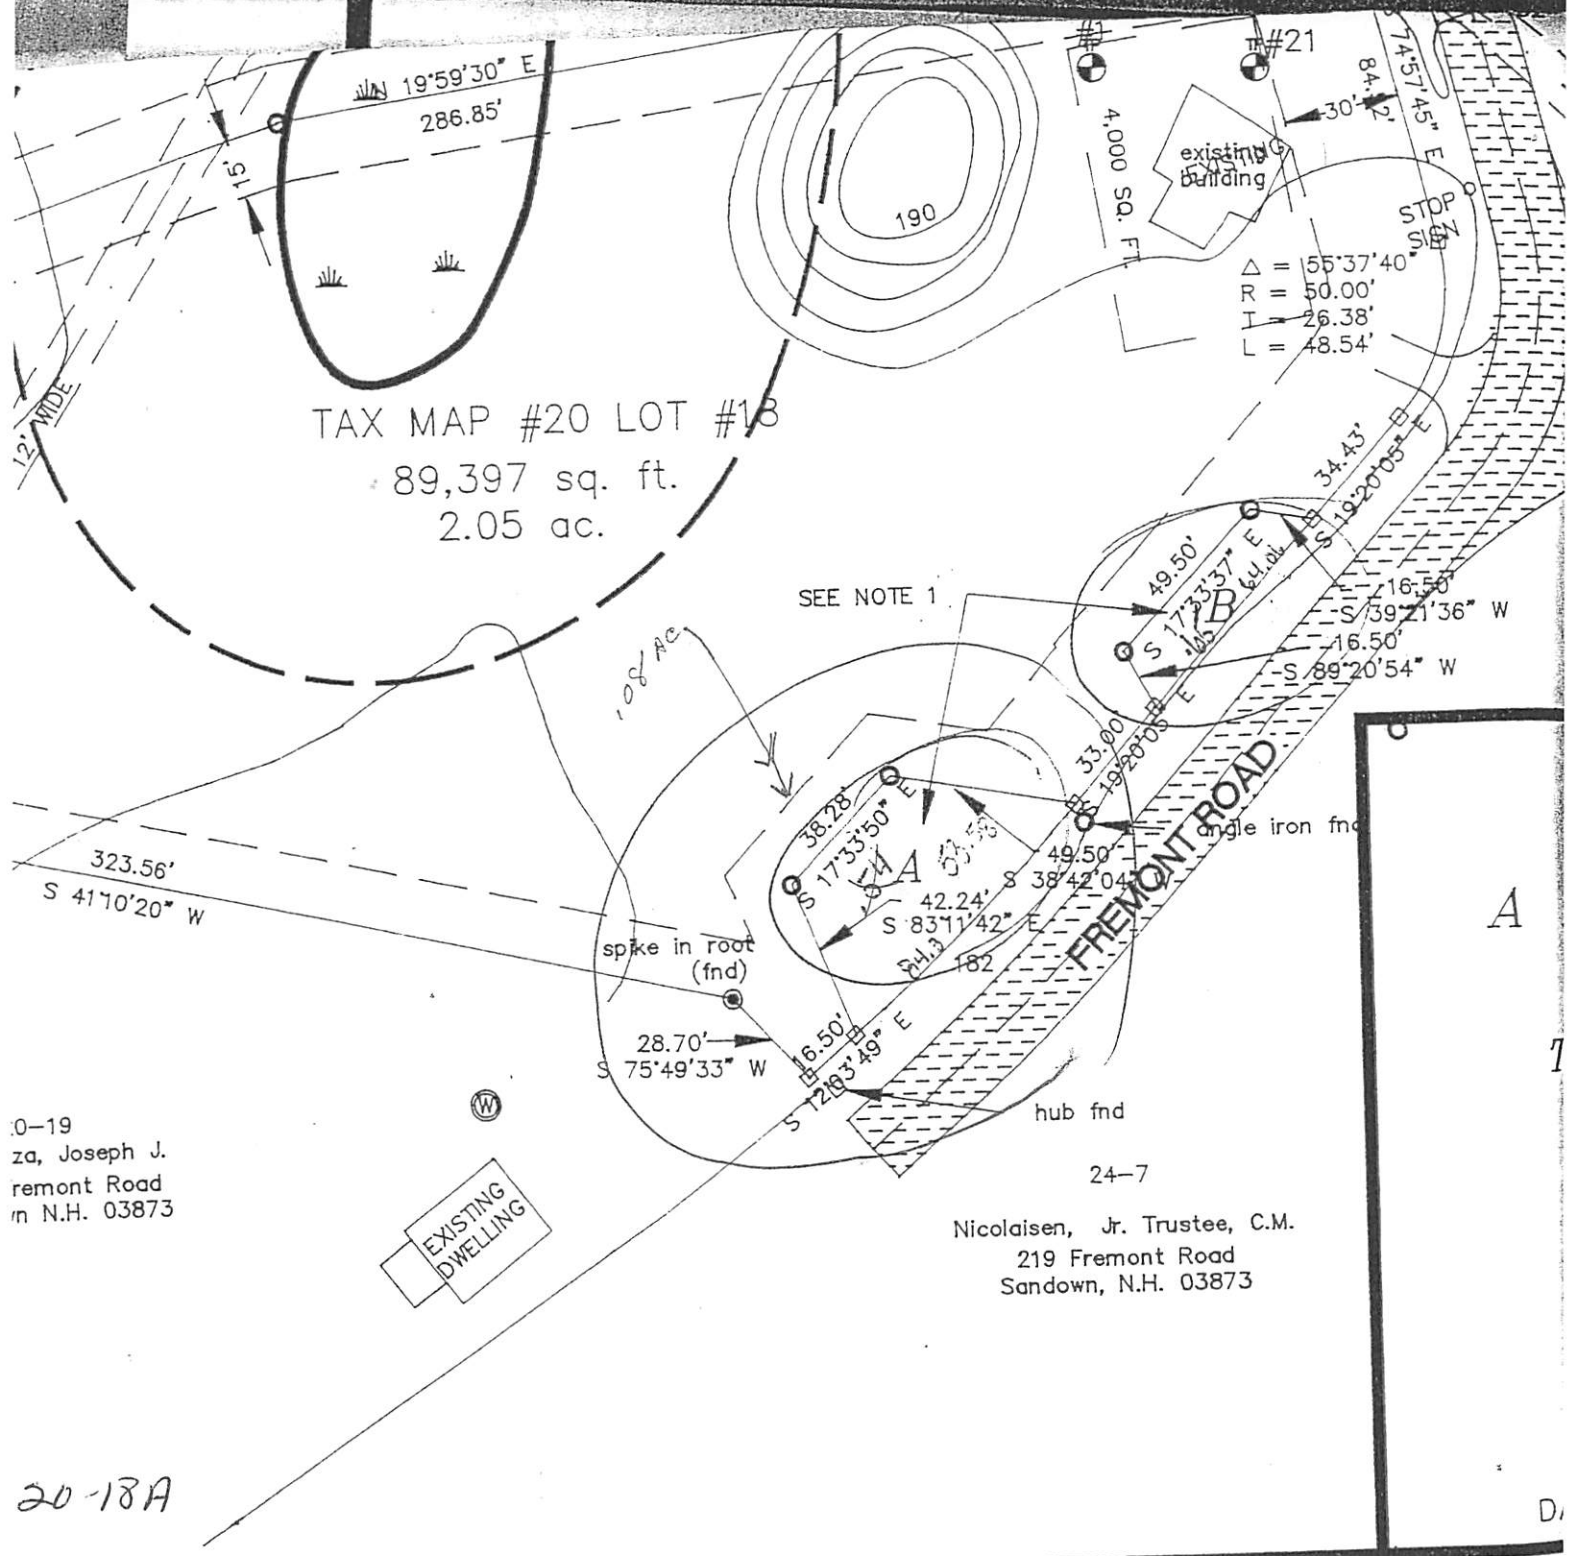 #21
19°59'30" E
286.85'
15'
190
4,000 SQ. FT.
existing
building
EXISTING
30'
84.
S 74°57'45" E
STOP
SIGN
△ = 55°37'40"
R = 50.00'
T = 26.38'
L = 48.54'
12' WIDE
TAX MAP #20 LOT #18
89,397 sq. ft.
2.05 ac.
34.43'
S 19°20'05" E
49.50'
S 17°33'37" E
64.06
B
SEE NOTE 1
16.50'
S 39°21'36" W
16.50'
S 89°20'54" W
.08 AC.
33.00'
S 19°20'05" E
FREMONT ROAD
angle iron fnd
38.28'
S 17°33'50" E
A
49.50'
S 38°42'04"
42.24'
S 83°11'42" E
84.3
182
323.56'
S 41°10'20" W
spike in root
(fnd)
28.70'
S 75°49'33" W
16.50'
S 12°03'49" E
hub fnd
W
20-19
za, Joseph J.
remont Road
n N.H. 03873
EXISTING
DWELLING
24-7
Nicolaisen, Jr. Trustee, C.M.
219 Fremont Road
Sandown, N.H. 03873
A
T
20-18A